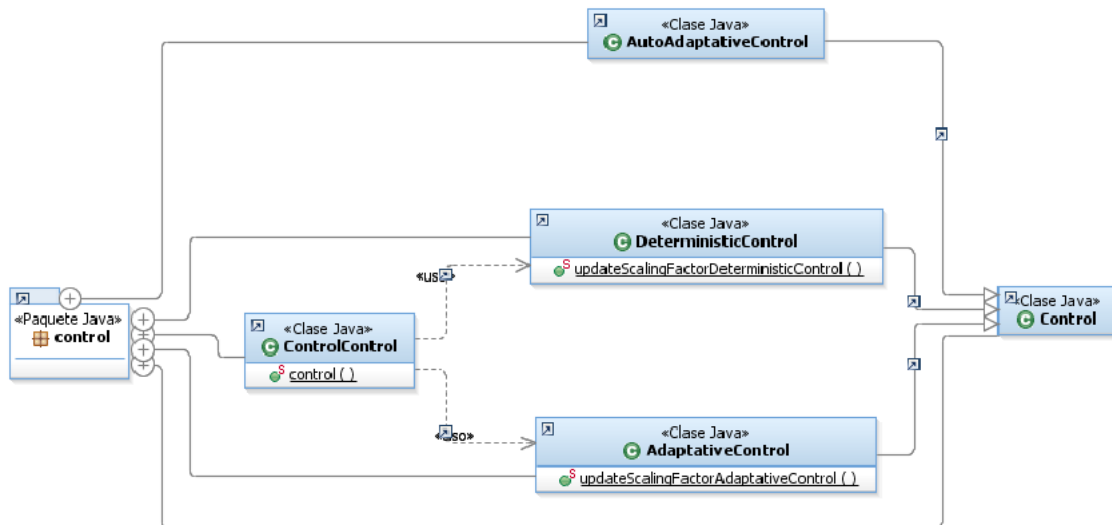 «Clase Java»
AutoAdaptativeControl
«Clase Java»
DeterministicControl
updateScalingFactorDeterministicControl ( )
«Paquete Java»
control
«Clase Java»
ControlControl
control ( )
«Clase Java»
Control
«Clase Java»
AdaptativeControl
updateScalingFactorAdaptativeControl ( )